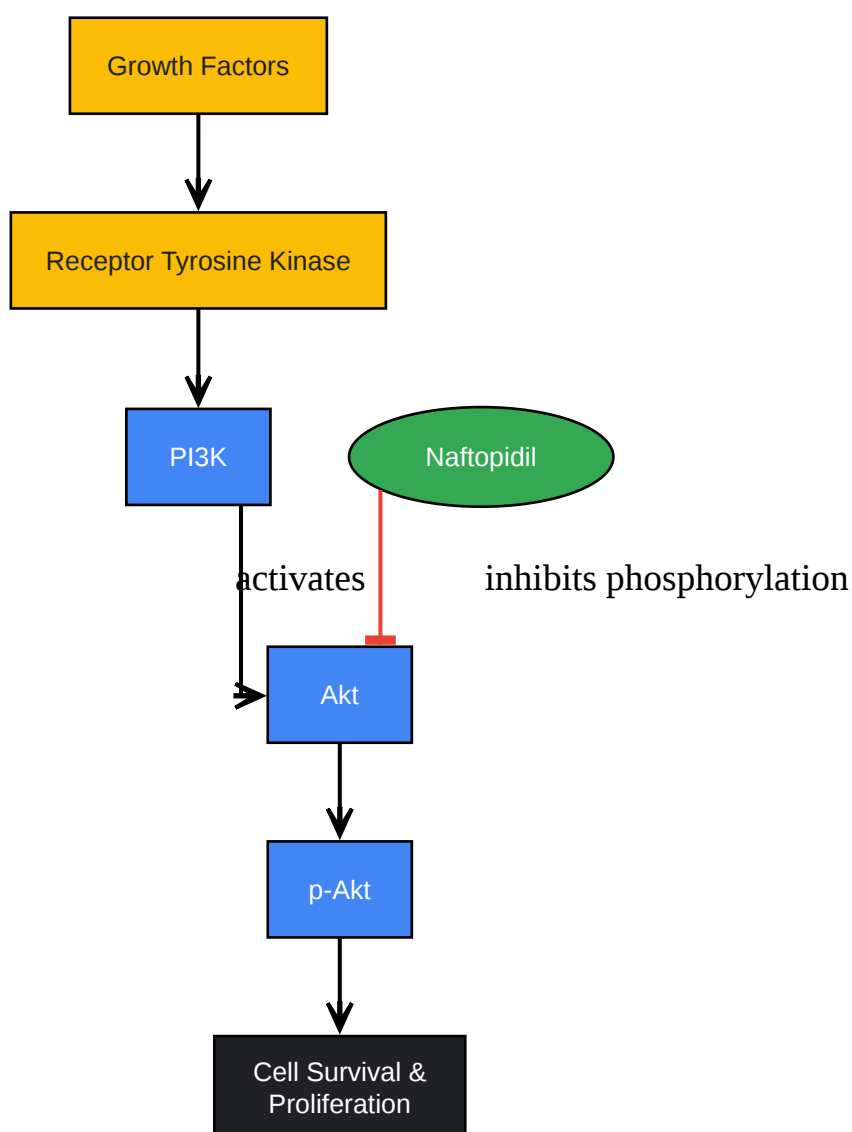 Growth Factors
Receptor Tyrosine Kinase
PI3K
Naftopidil
activates
inhibits phosphorylation
Akt
p-Akt
Cell Survival &
Proliferation